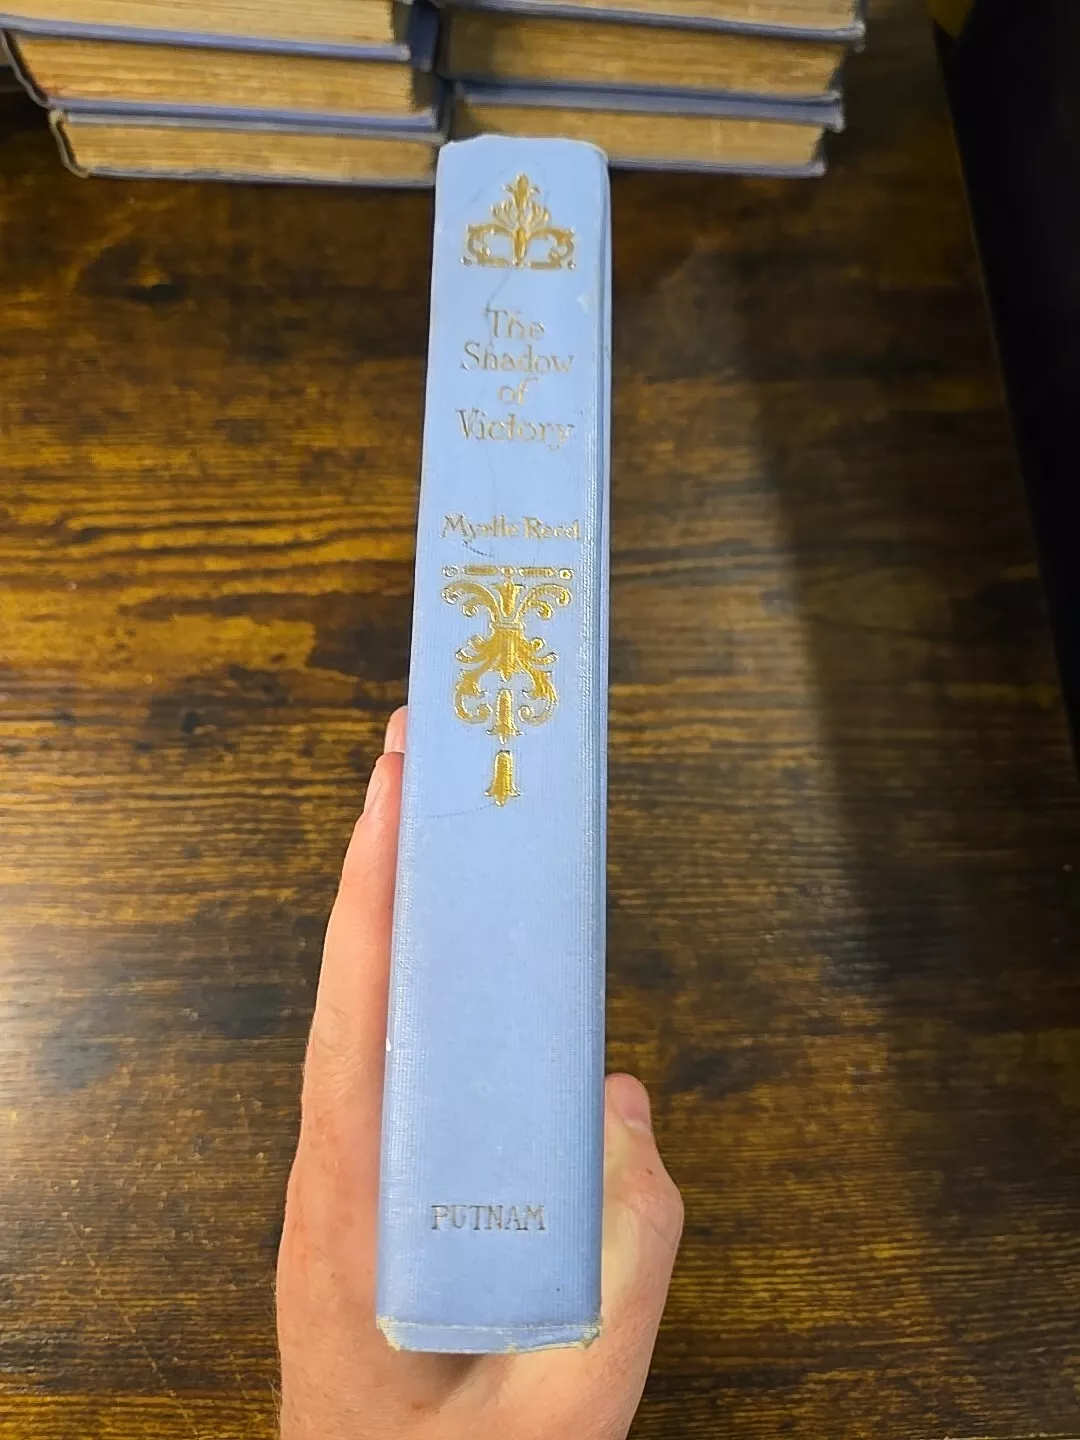 The
Shadow
of
Victory
Myrtle Reed
PUTNAM